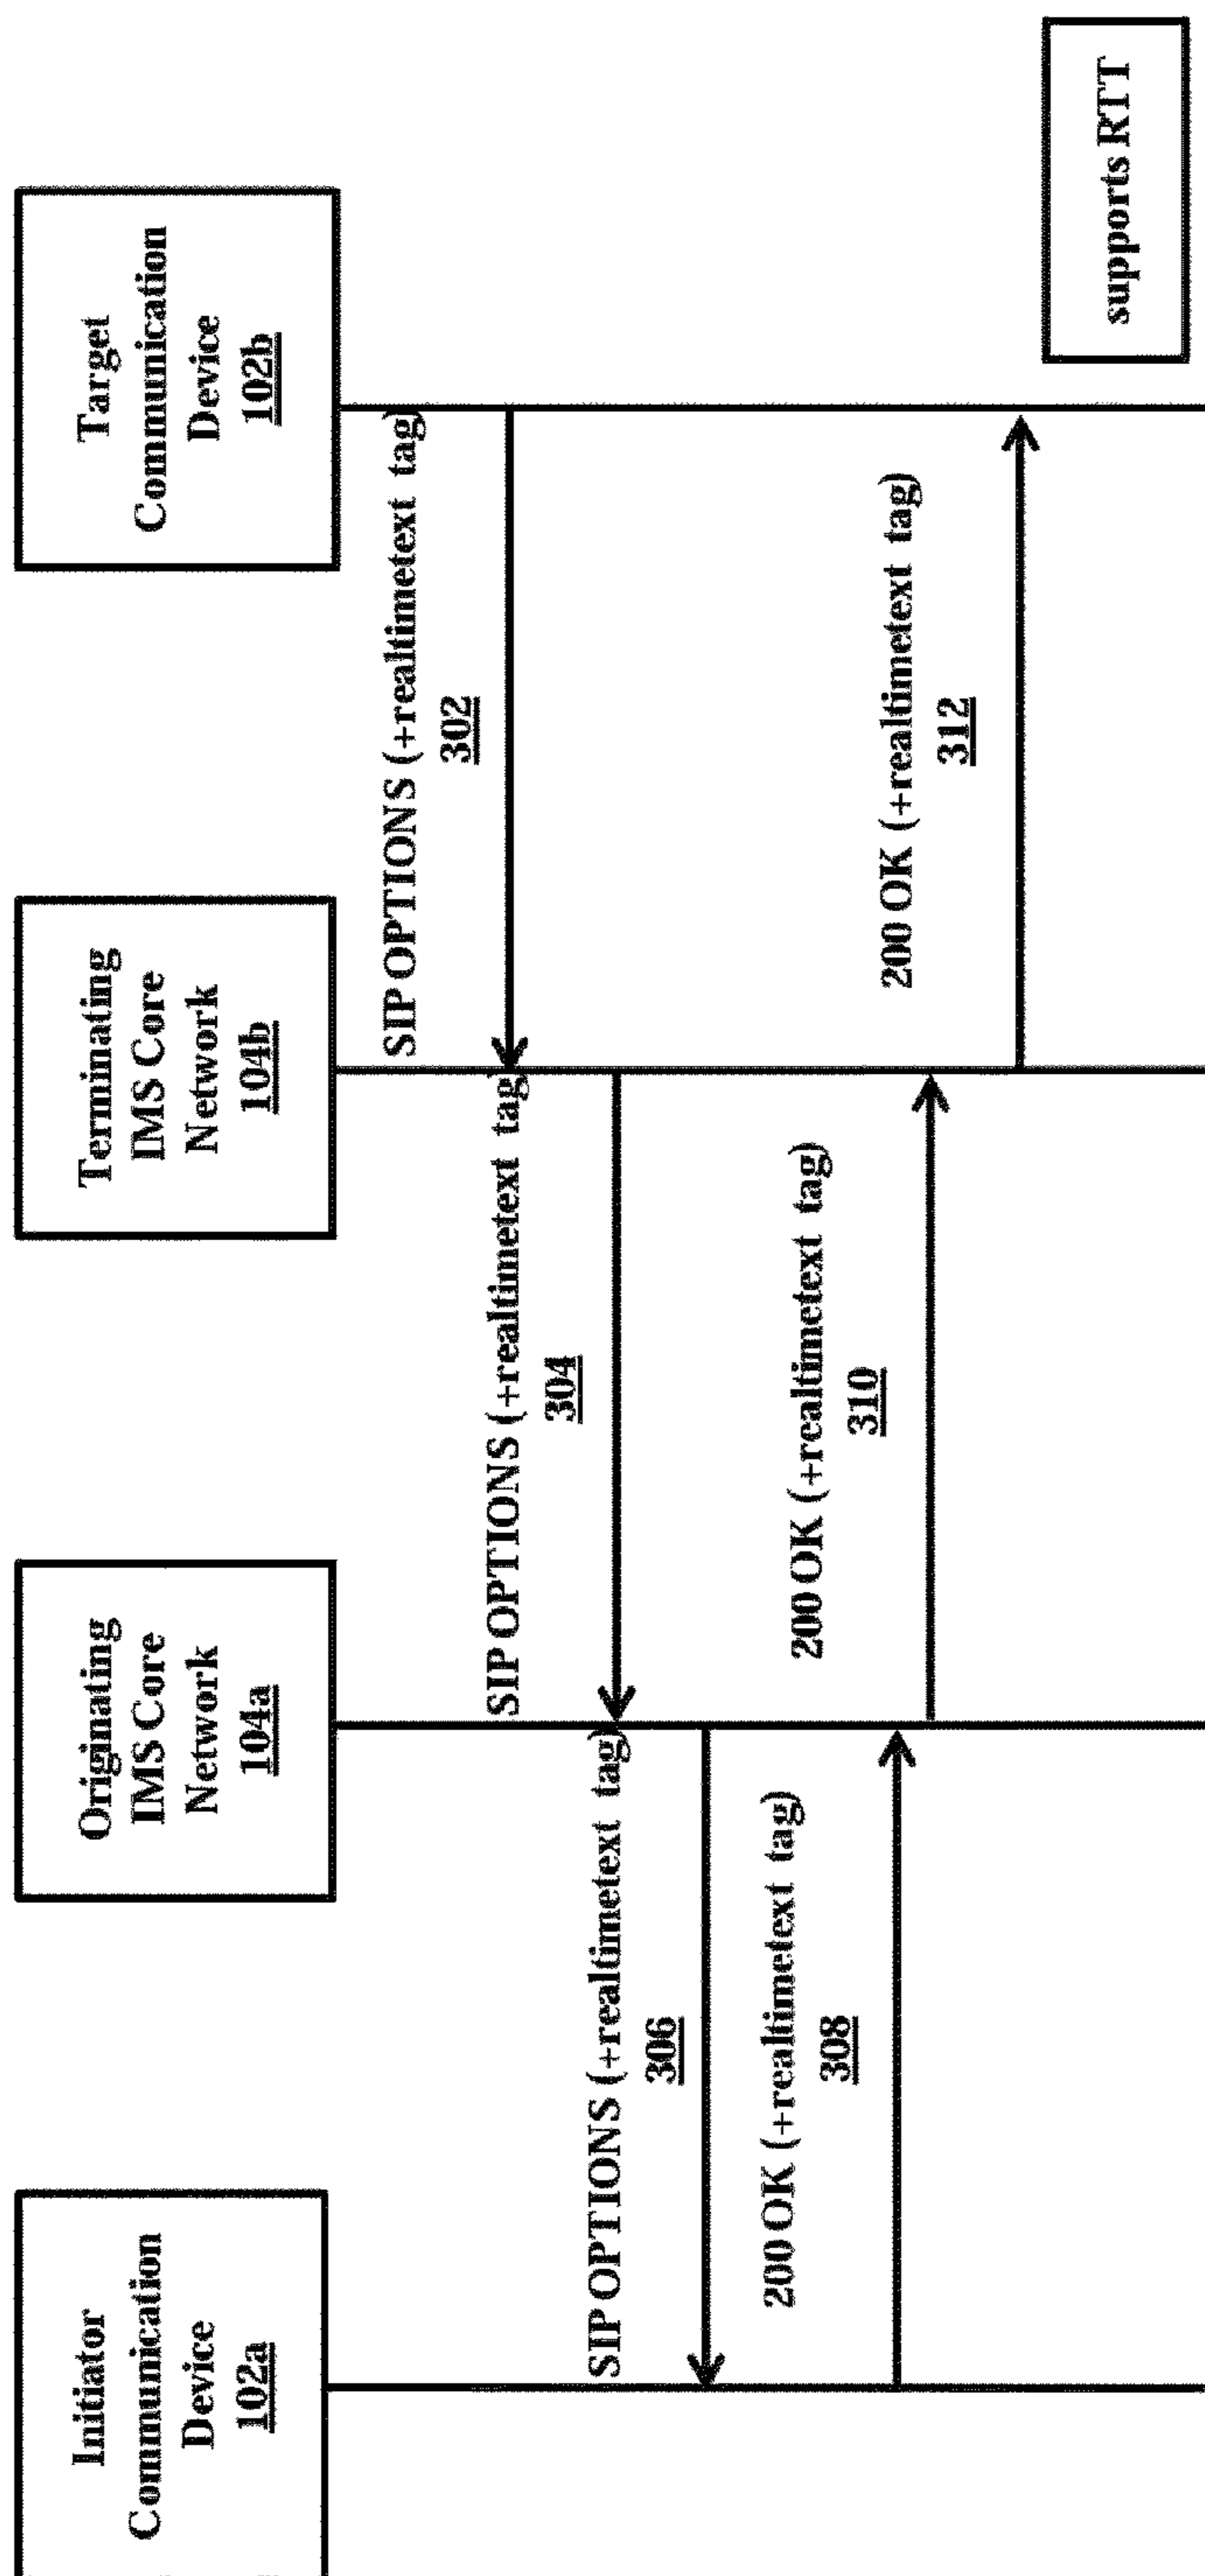 Initiator
Communication
Device
102a
Originating
IMS Core
Network
104a
Terminating
IMS Core
Network
104b
Target
Communication
Device
102b
SIP OPTIONS (+realtimetext tag)
302
SIP OPTIONS (+realtimetext tag)
304
SIP OPTIONS (+realtimetext tag)
306
200 OK (+realtimetext tag)
308
200 OK (+realtimetext tag)
310
200 OK (+realtimetext tag)
312
supports RTT